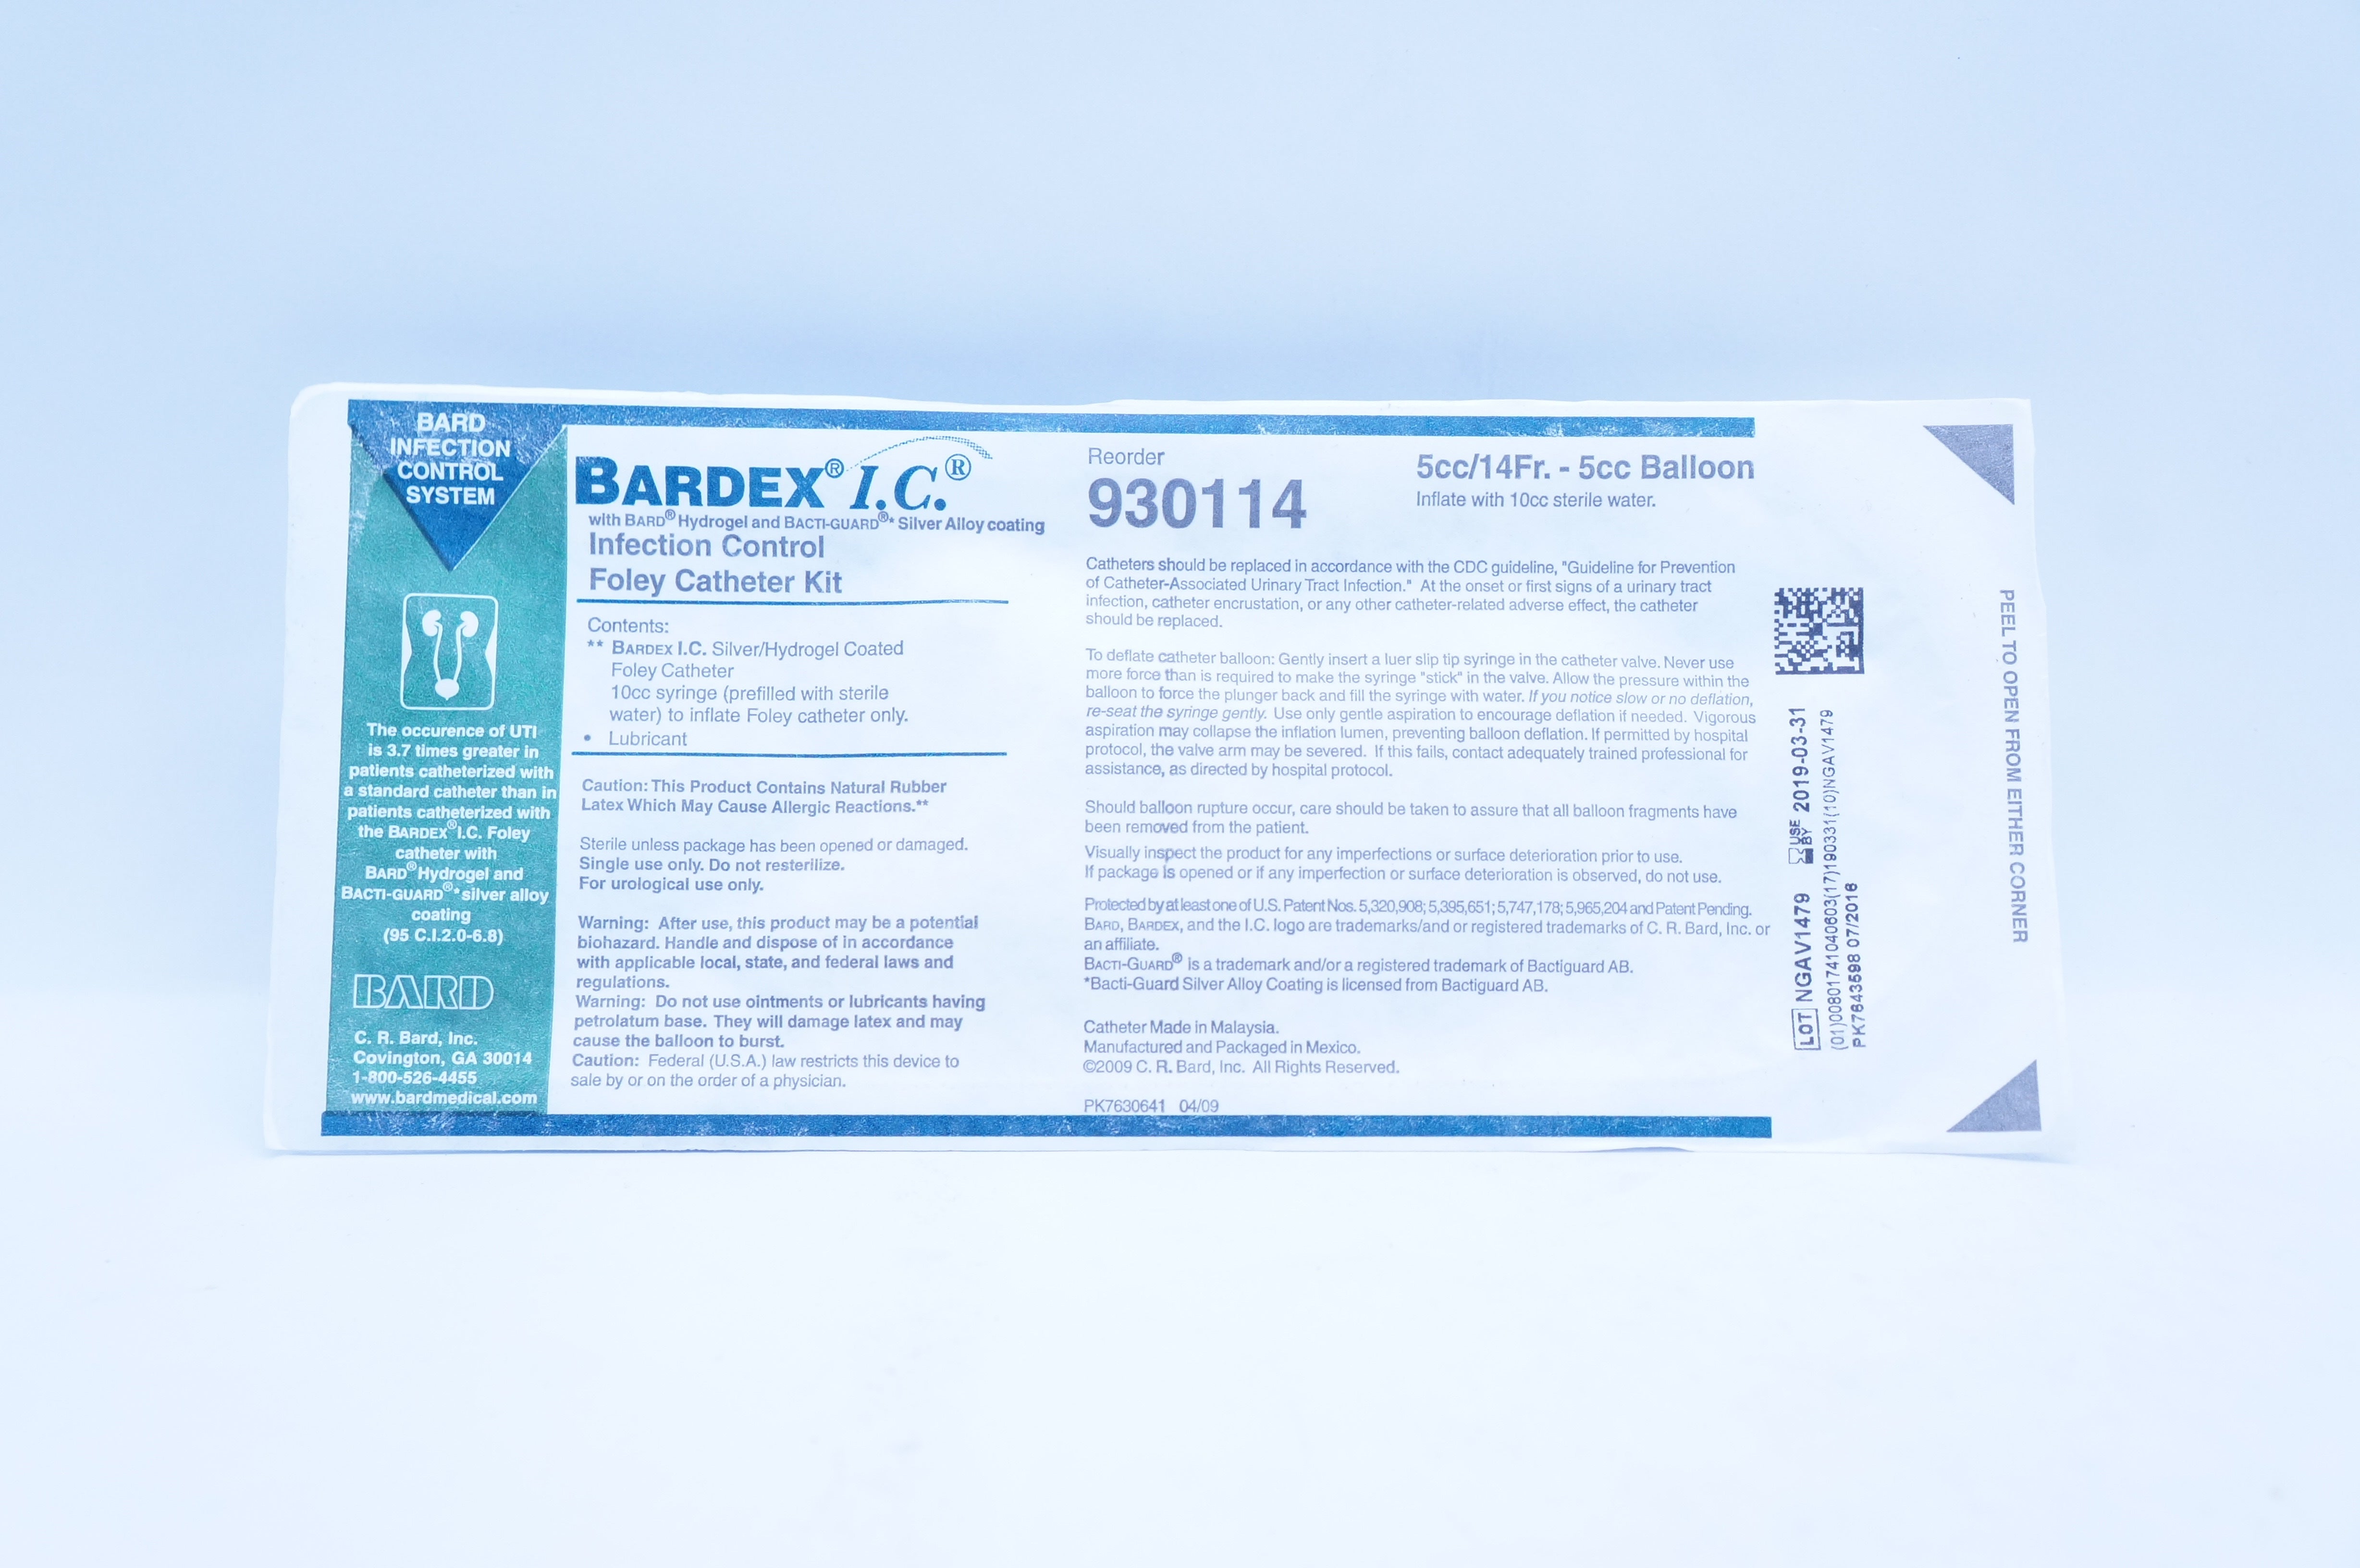 BARD
INFECTION
CONTROL
SYSTEM
The occurence of UTI
is 3.7 times greater in
patients catheterized with
a standard catheter than in
patients catheterized with
the BARDEX® I.C. Foley
catheter with
BARD® Hydrogel and
BACTI-GUARD®* silver alloy
coating
(95 C.I.2.0-6.8)
BARD
C. R. Bard, Inc.
Covington, GA 30014
1-800-526-4455
www.bardmedical.com
BARDEX® I.C.®
with BARD® Hydrogel and BACTI-GUARD®* Silver Alloy coating
Infection Control
Foley Catheter Kit
Contents:
** BARDEX I.C. Silver/Hydrogel Coated
Foley Catheter
10cc syringe (prefilled with sterile
water) to inflate Foley catheter only.
• Lubricant
Caution: This Product Contains Natural Rubber
Latex Which May Cause Allergic Reactions.**
Sterile unless package has been opened or damaged.
Single use only. Do not resterilize.
For urological use only.
Warning: After use, this product may be a potential
biohazard. Handle and dispose of in accordance
with applicable local, state, and federal laws and
regulations.
Warning: Do not use ointments or lubricants having
petrolatum base. They will damage latex and may
cause the balloon to burst.
Caution: Federal (U.S.A.) law restricts this device to
sale by or on the order of a physician.
Reorder
930114
5cc/14Fr. - 5cc Balloon
Inflate with 10cc sterile water.
Catheters should be replaced in accordance with the CDC guideline, "Guideline for Prevention
of Catheter-Associated Urinary Tract Infection." At the onset or first signs of a urinary tract
infection, catheter encrustation, or any other catheter-related adverse effect, the catheter
should be replaced.
To deflate catheter balloon: Gently insert a luer slip tip syringe in the catheter valve. Never use
more force than is required to make the syringe "stick" in the valve. Allow the pressure within the
balloon to force the plunger back and fill the syringe with water. If you notice slow or no deflation,
re-seat the syringe gently. Use only gentle aspiration to encourage deflation if needed. Vigorous
aspiration may collapse the inflation lumen, preventing balloon deflation. If permitted by hospital
protocol, the valve arm may be severed. If this fails, contact adequately trained professional for
assistance, as directed by hospital protocol.
Should balloon rupture occur, care should be taken to assure that all balloon fragments have
been removed from the patient.
Visually inspect the product for any imperfections or surface deterioration prior to use.
If package is opened or if any imperfection or surface deterioration is observed, do not use.
Protected by at least one of U.S. Patent Nos. 5,320,908; 5,395,651; 5,747,178; 5,965,204 and Patent Pending.
BARD, BARDEX, and the I.C. logo are trademarks/and or registered trademarks of C. R. Bard, Inc. or
an affiliate.
BACTI-GUARD® is a trademark and/or a registered trademark of Bactiguard AB.
*Bacti-Guard Silver Alloy Coating is licensed from Bactiguard AB.
Catheter Made in Malaysia.
Manufactured and Packaged in Mexico.
©2009 C. R. Bard, Inc. All Rights Reserved.
PK7630641 04/09
LOT NGAV1479 USE BY 2019-03-31
(01)00801741040603(17)190331(10)NGAV1479
PK7643598 07/2016
PEEL TO OPEN FROM EITHER CORNER